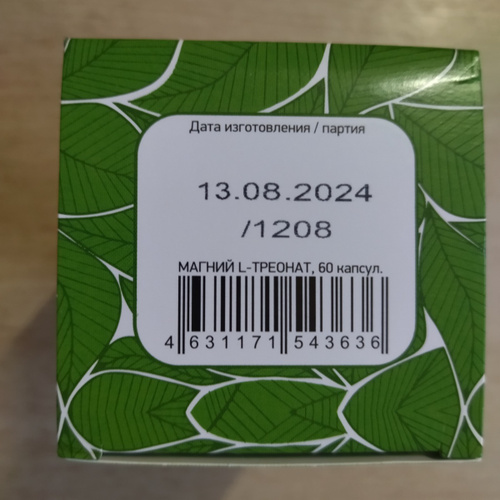 Дата изготовления / партия
13.08.2024
/1208
МАГНИЙ L-ТРЕОНАТ, 60 капсул.
4 631171 543636